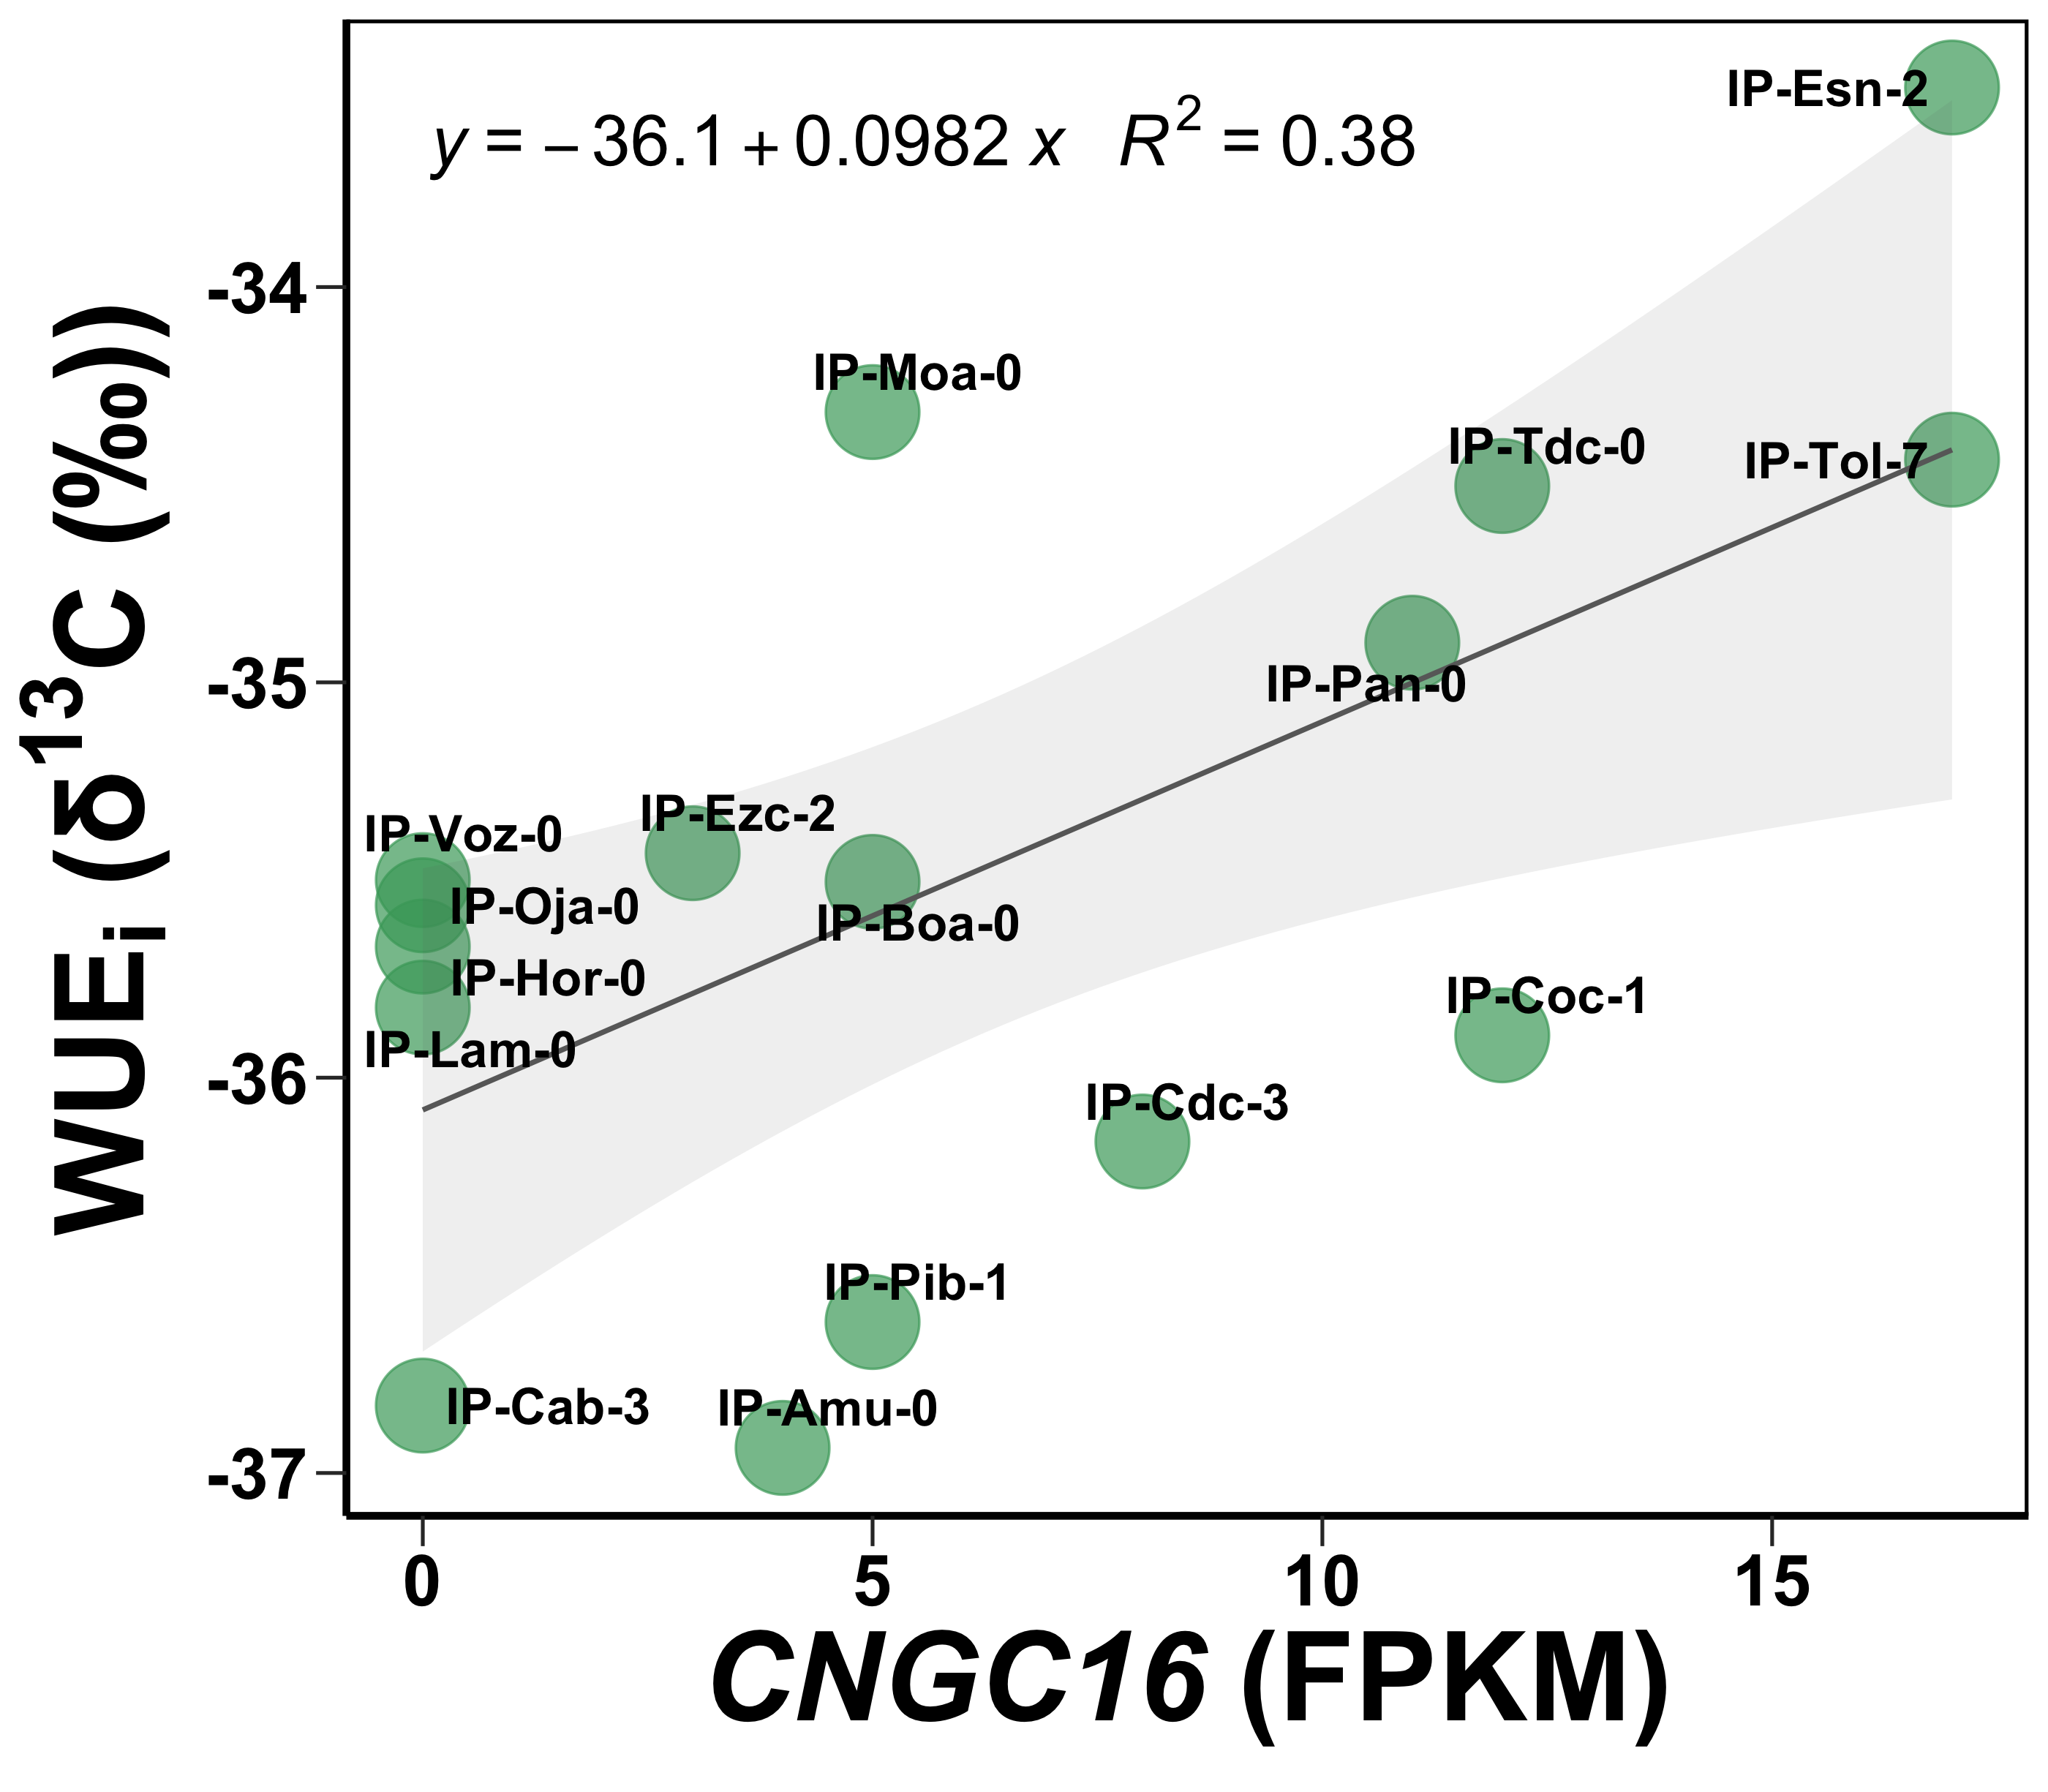 y = − 36.1 + 0.0982 x R² = 0.38
IP-Esn-2
-34
IP-Moa-0
IP-Tdc-0
IP-Tol-7
-35
IP-Pan-0
IP-Ezc-2
IP-Voz-0
IP-Oja-0
IP-Boa-0
IP-Hor-0
IP-Coc-1
IP-Lam-0
-36
IP-Cdc-3
IP-Pib-1
IP-Cab-3
IP-Amu-0
-37
WUEi (δ¹³C (‰)))
0 5 10 15
CNGC16 (FPKM)